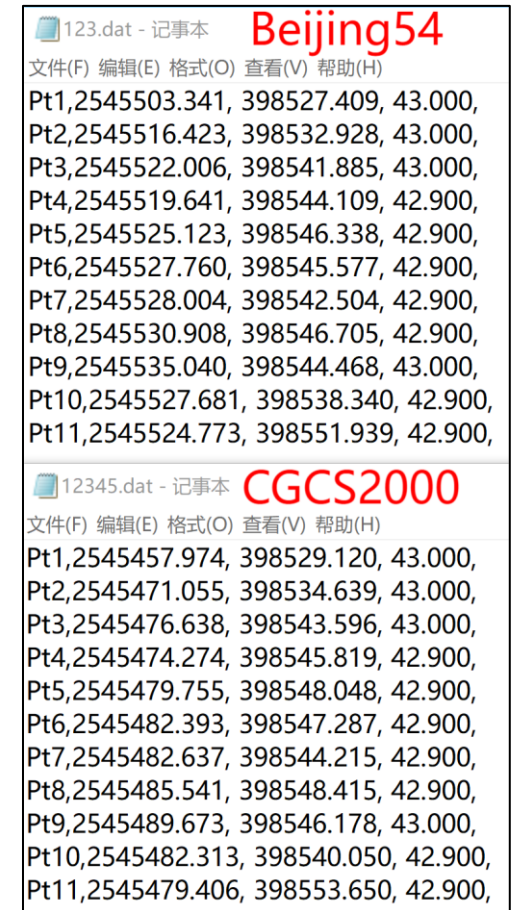 123.dat - 记事本 Beijing54
文件(F) 编辑(E) 格式(O) 查看(V) 帮助(H)
Pt1,2545503.341, 398527.409, 43.000,
Pt2,2545516.423, 398532.928, 43.000,
Pt3,2545522.006, 398541.885, 43.000,
Pt4,2545519.641, 398544.109, 42.900,
Pt5,2545525.123, 398546.338, 42.900,
Pt6,2545527.760, 398545.577, 42.900,
Pt7,2545528.004, 398542.504, 42.900,
Pt8,2545530.908, 398546.705, 42.900,
Pt9,2545535.040, 398544.468, 43.000,
Pt10,2545527.681, 398538.340, 42.900,
Pt11,2545524.773, 398551.939, 42.900,
12345.dat - 记事本 CGCS2000
文件(F) 编辑(E) 格式(O) 查看(V) 帮助(H)
Pt1,2545457.974, 398529.120, 43.000,
Pt2,2545471.055, 398534.639, 43.000,
Pt3,2545476.638, 398543.596, 43.000,
Pt4,2545474.274, 398545.819, 42.900,
Pt5,2545479.755, 398548.048, 42.900,
Pt6,2545482.393, 398547.287, 42.900,
Pt7,2545482.637, 398544.215, 42.900,
Pt8,2545485.541, 398548.415, 42.900,
Pt9,2545489.673, 398546.178, 43.000,
Pt10,2545482.313, 398540.050, 42.900,
Pt11,2545479.406, 398553.650, 42.900,